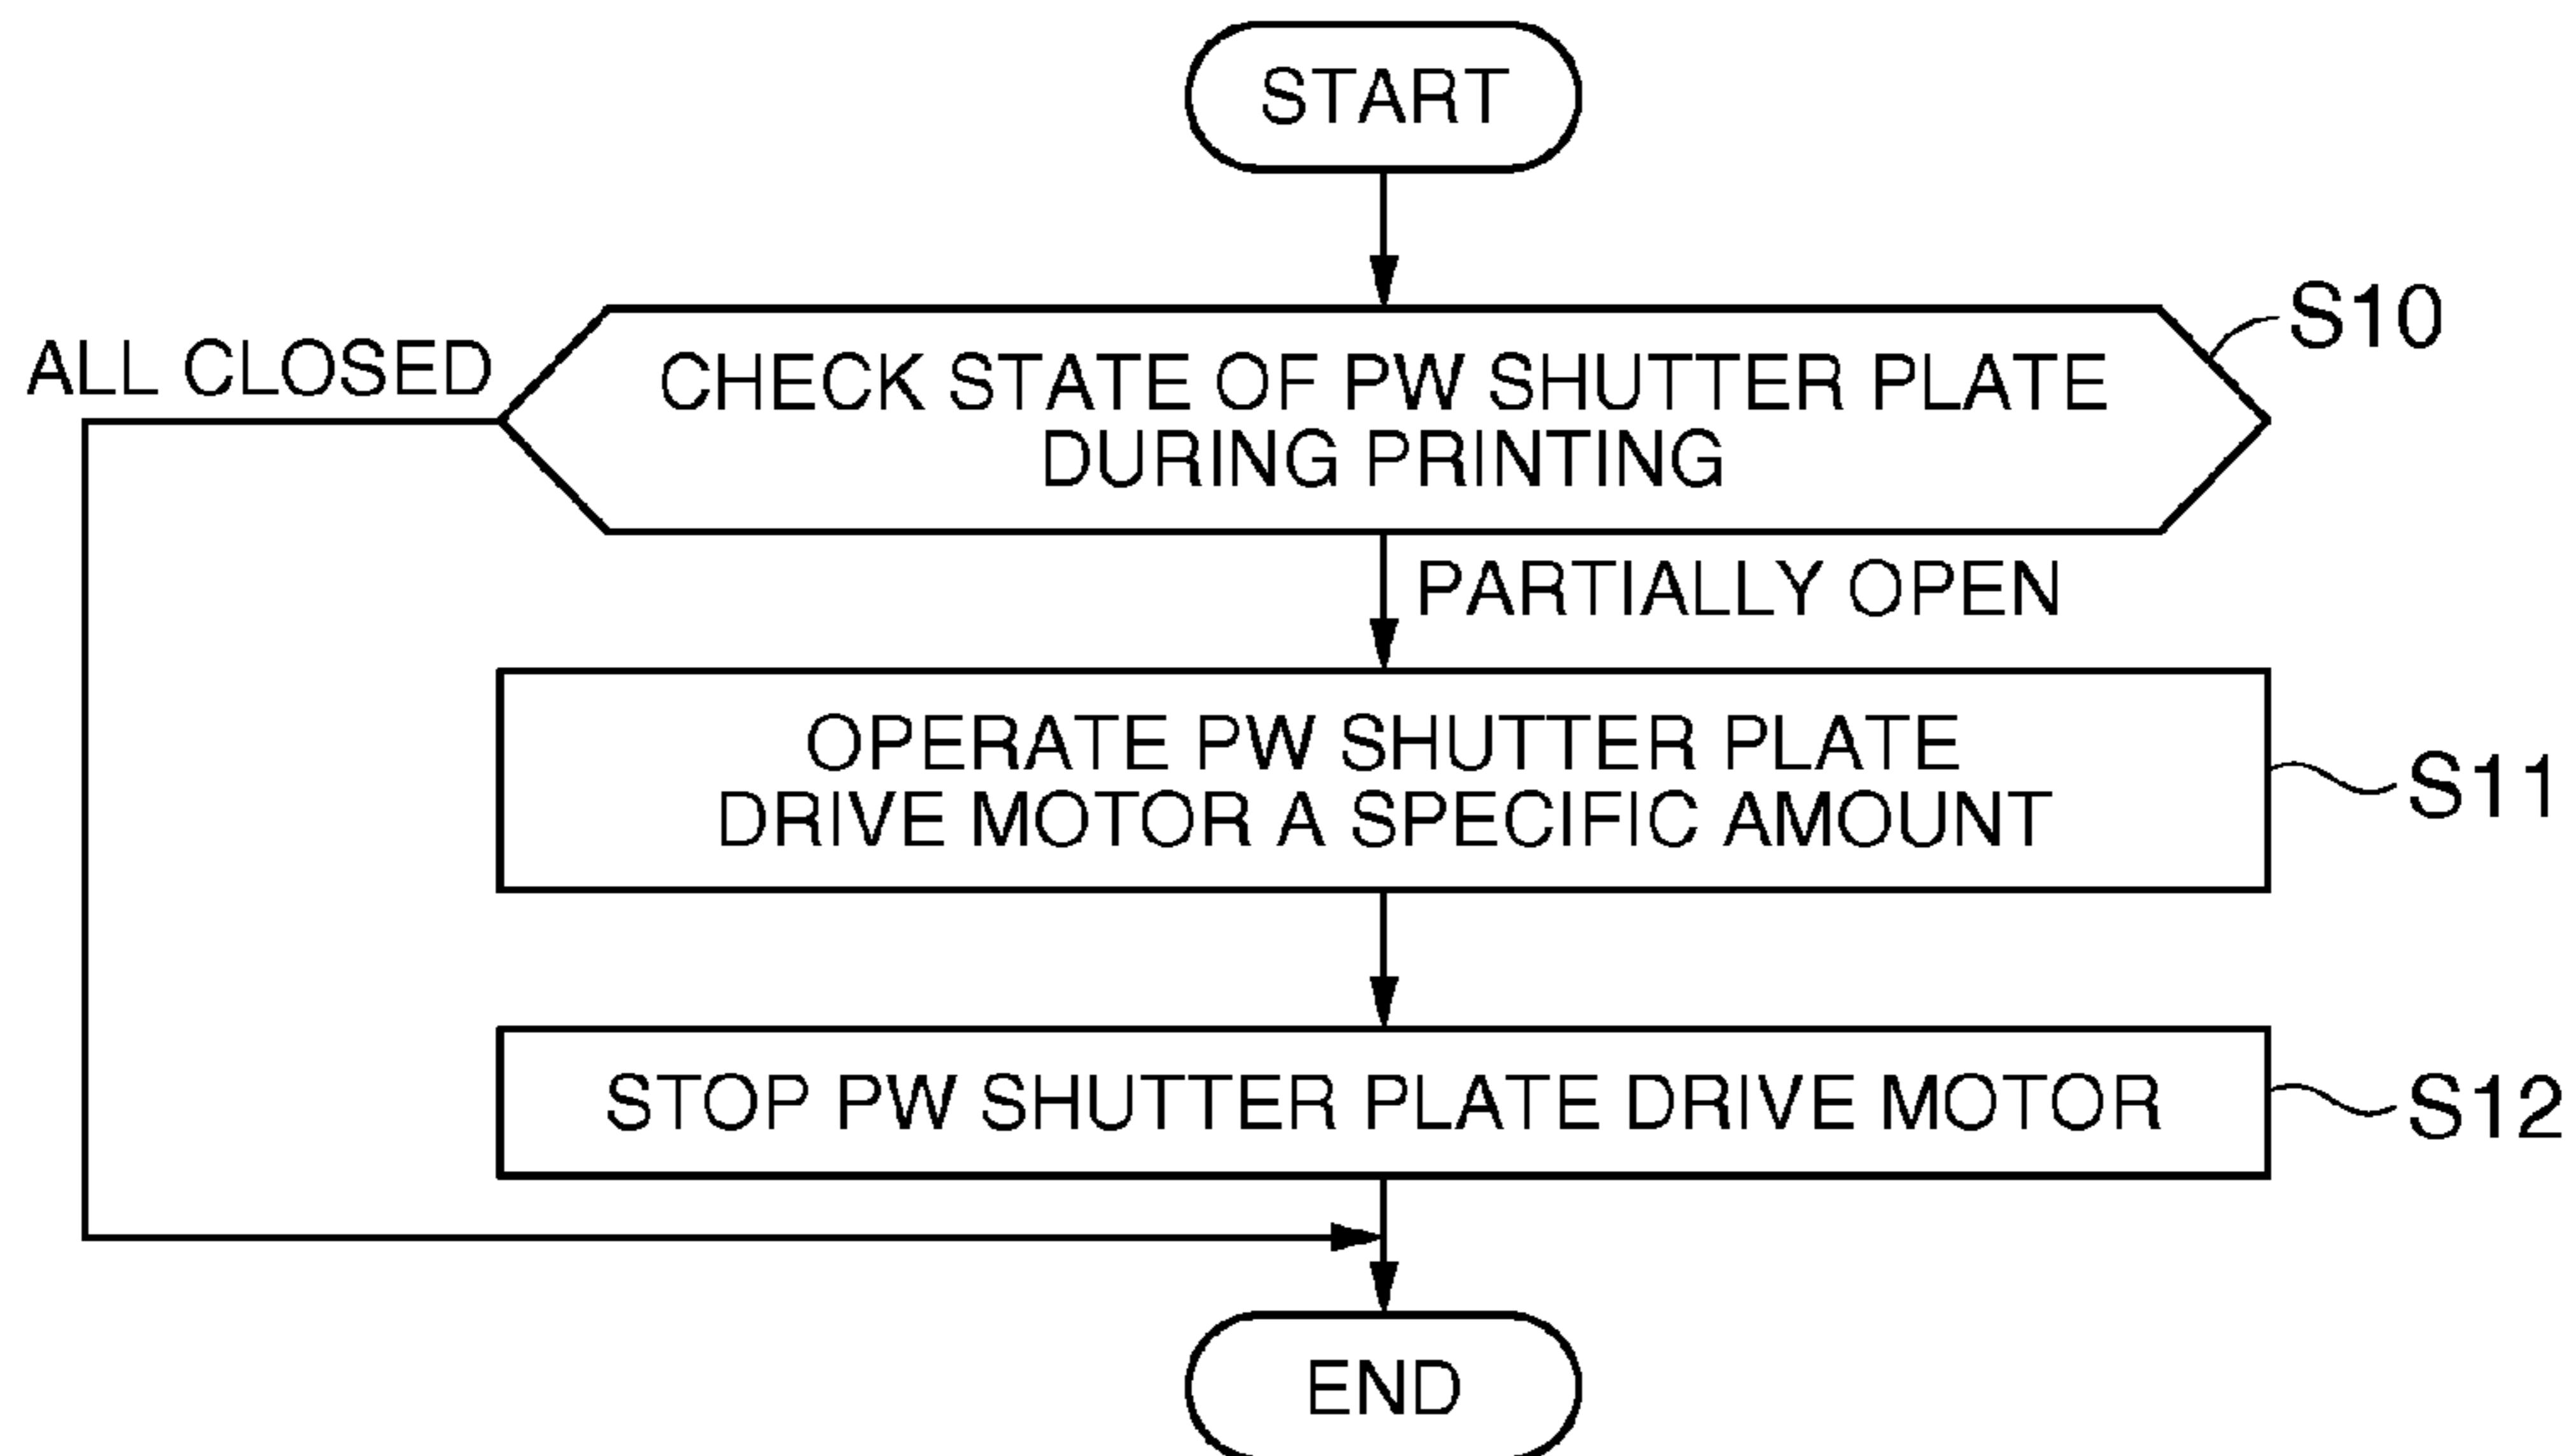 START
S10
ALL CLOSED
CHECK STATE OF PW SHUTTER PLATE
DURING PRINTING
PARTIALLY OPEN
OPERATE PW SHUTTER PLATE
DRIVE MOTOR A SPECIFIC AMOUNT
S11
STOP PW SHUTTER PLATE DRIVE MOTOR
S12
END